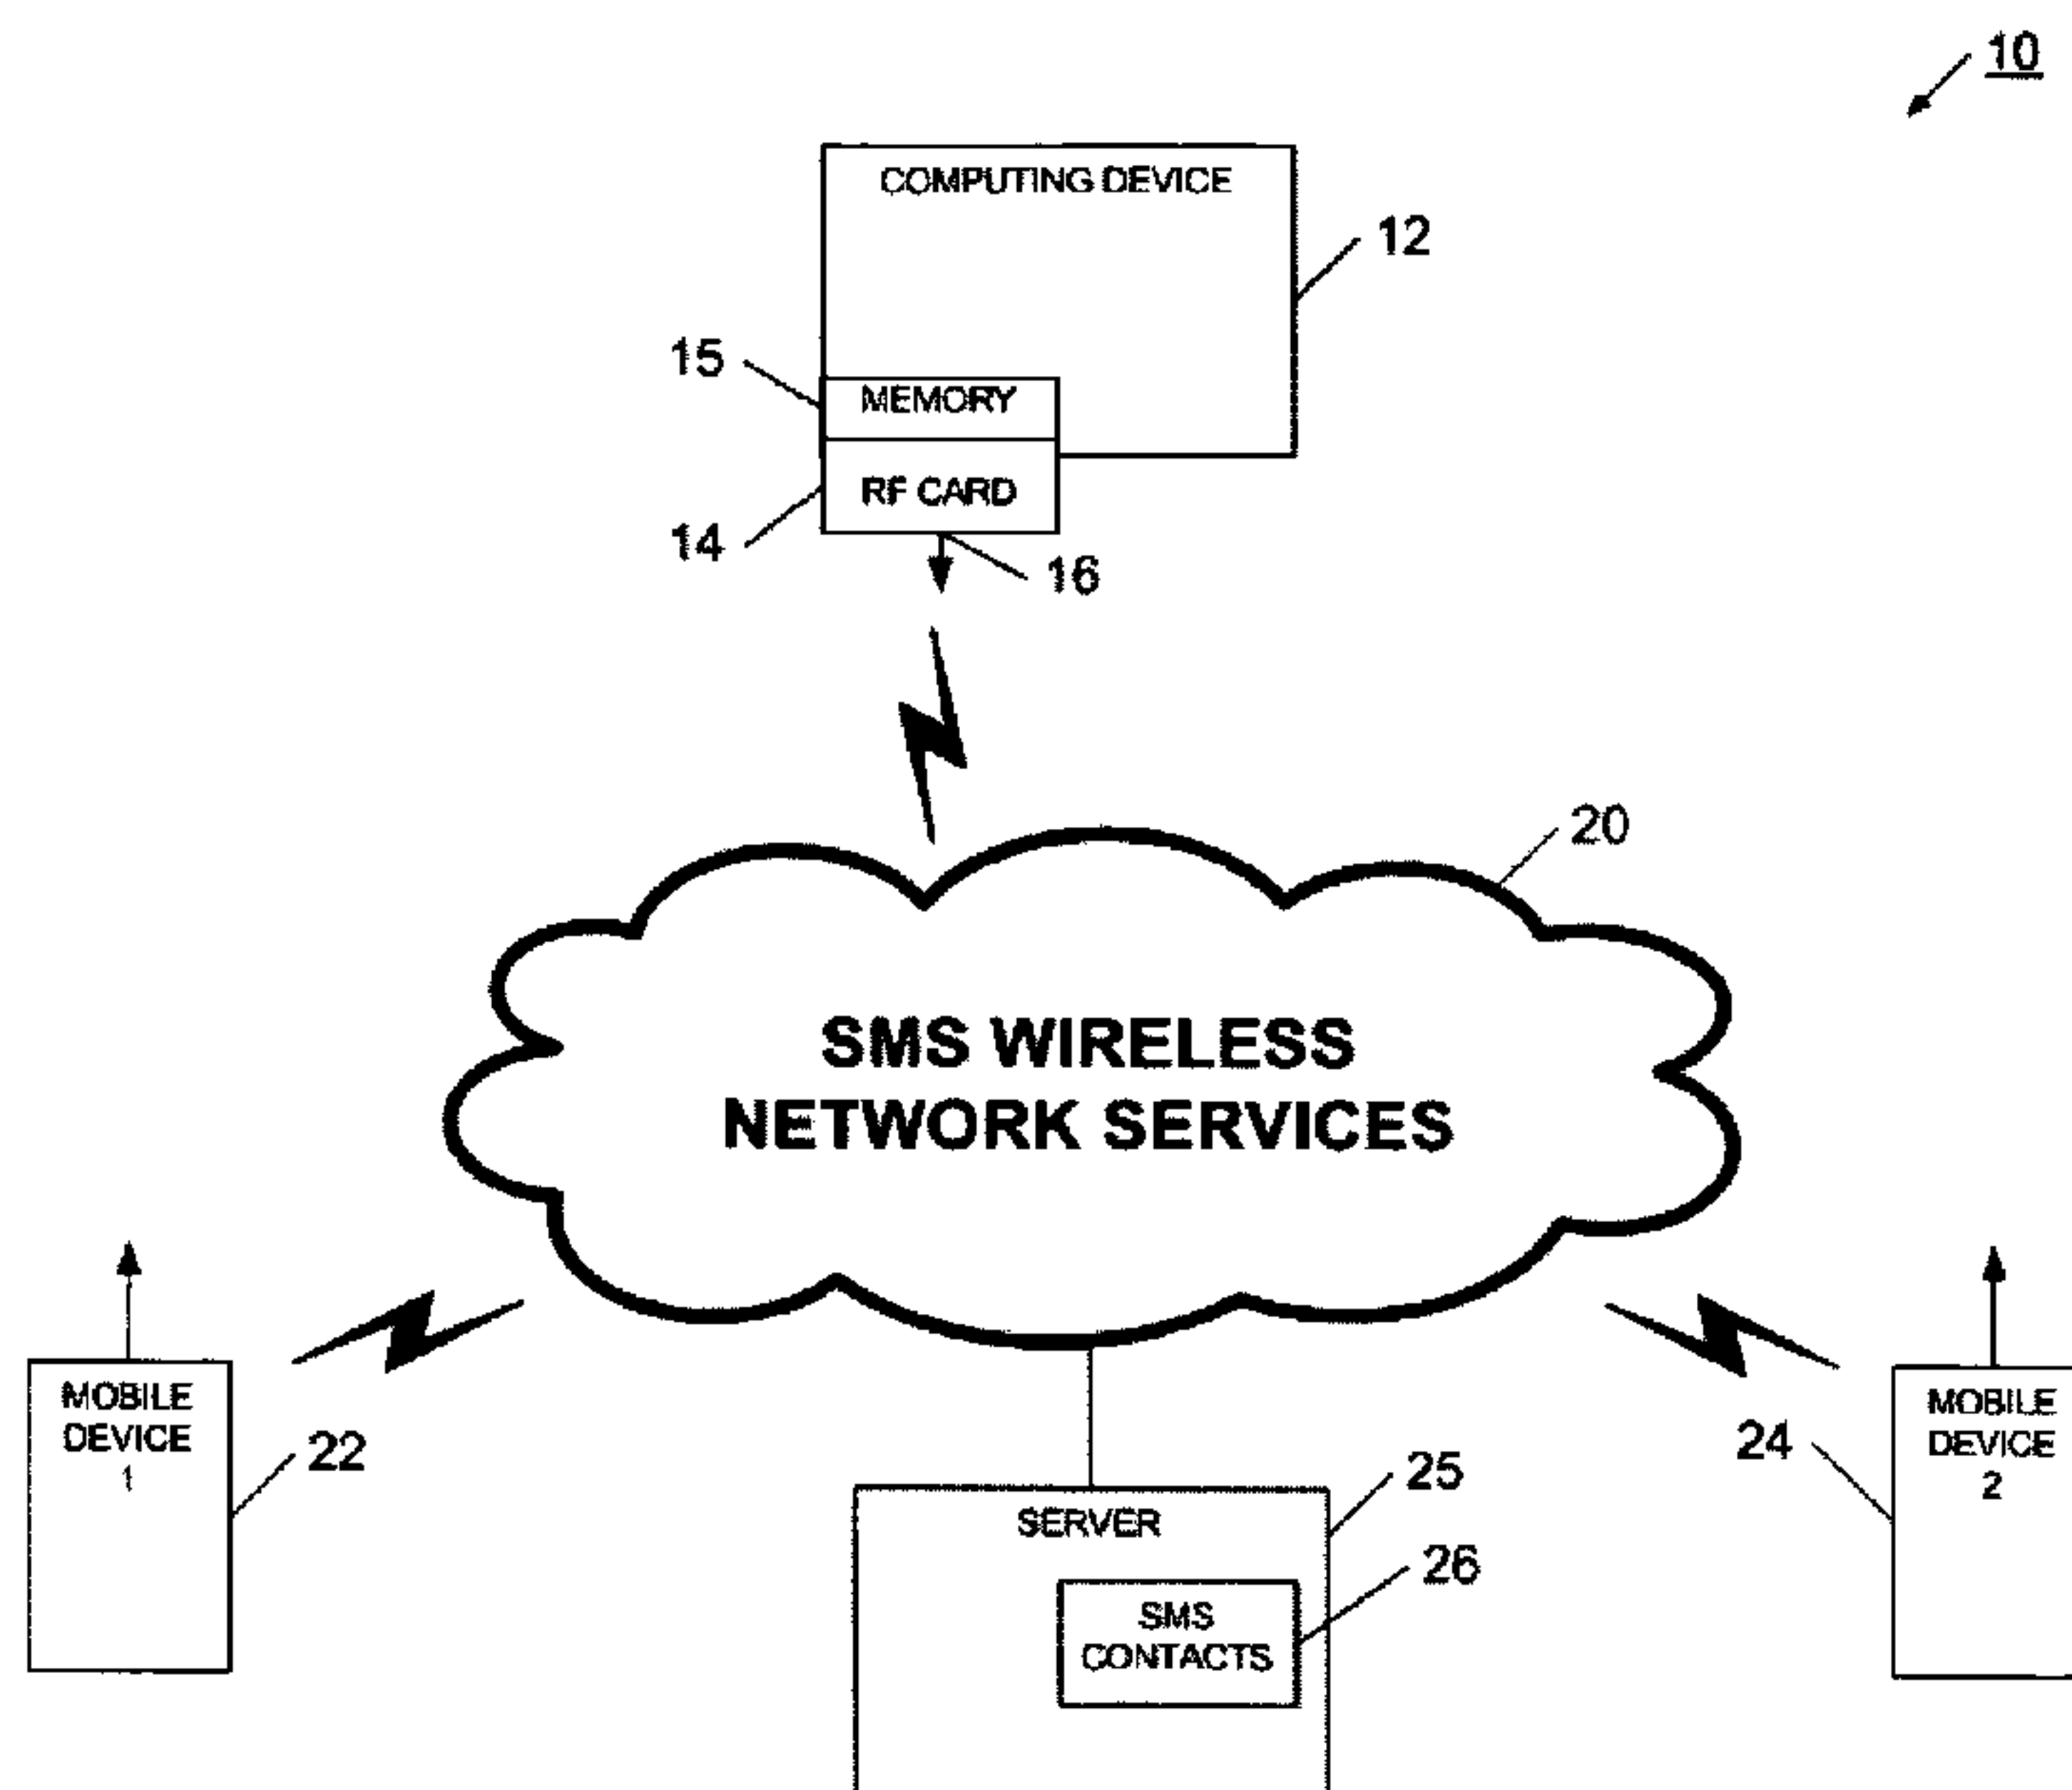 10
COMPUTING DEVICE
12
15
MEMORY
RF CARD
14
16
20
SMS WIRELESS
NETWORK SERVICES
MOBILE
DEVICE
1
22
24
MOBILE
DEVICE
2
25
SERVER
26
SMS
CONTACTS